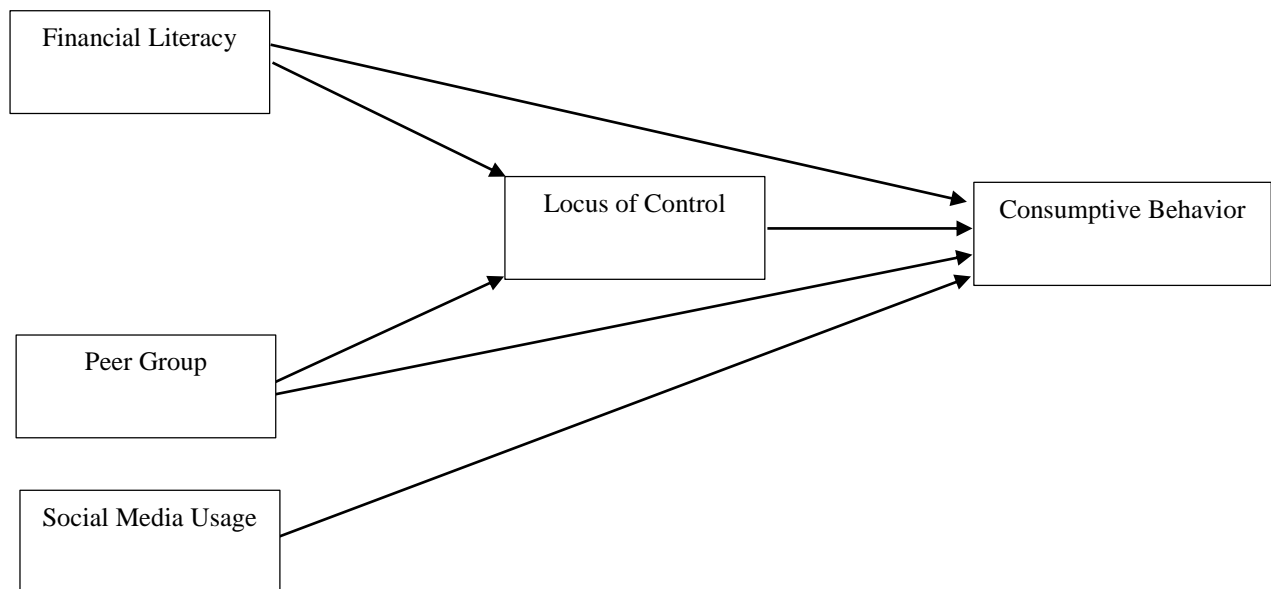 Financial Literacy
Locus of Control
Consumptive Behavior
Peer Group
Social Media Usage